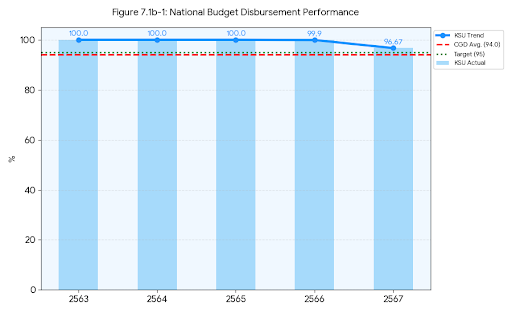 Figure 7.1b-1: National Budget Disbursement Performance
100.0 100.0 100.0 99.9 96.67
KSU Trend
CGD Avg. (94.0)
Target (95)
KSU Actual
100
80
60
40
20
0
%
2563 2564 2565 2566 2567